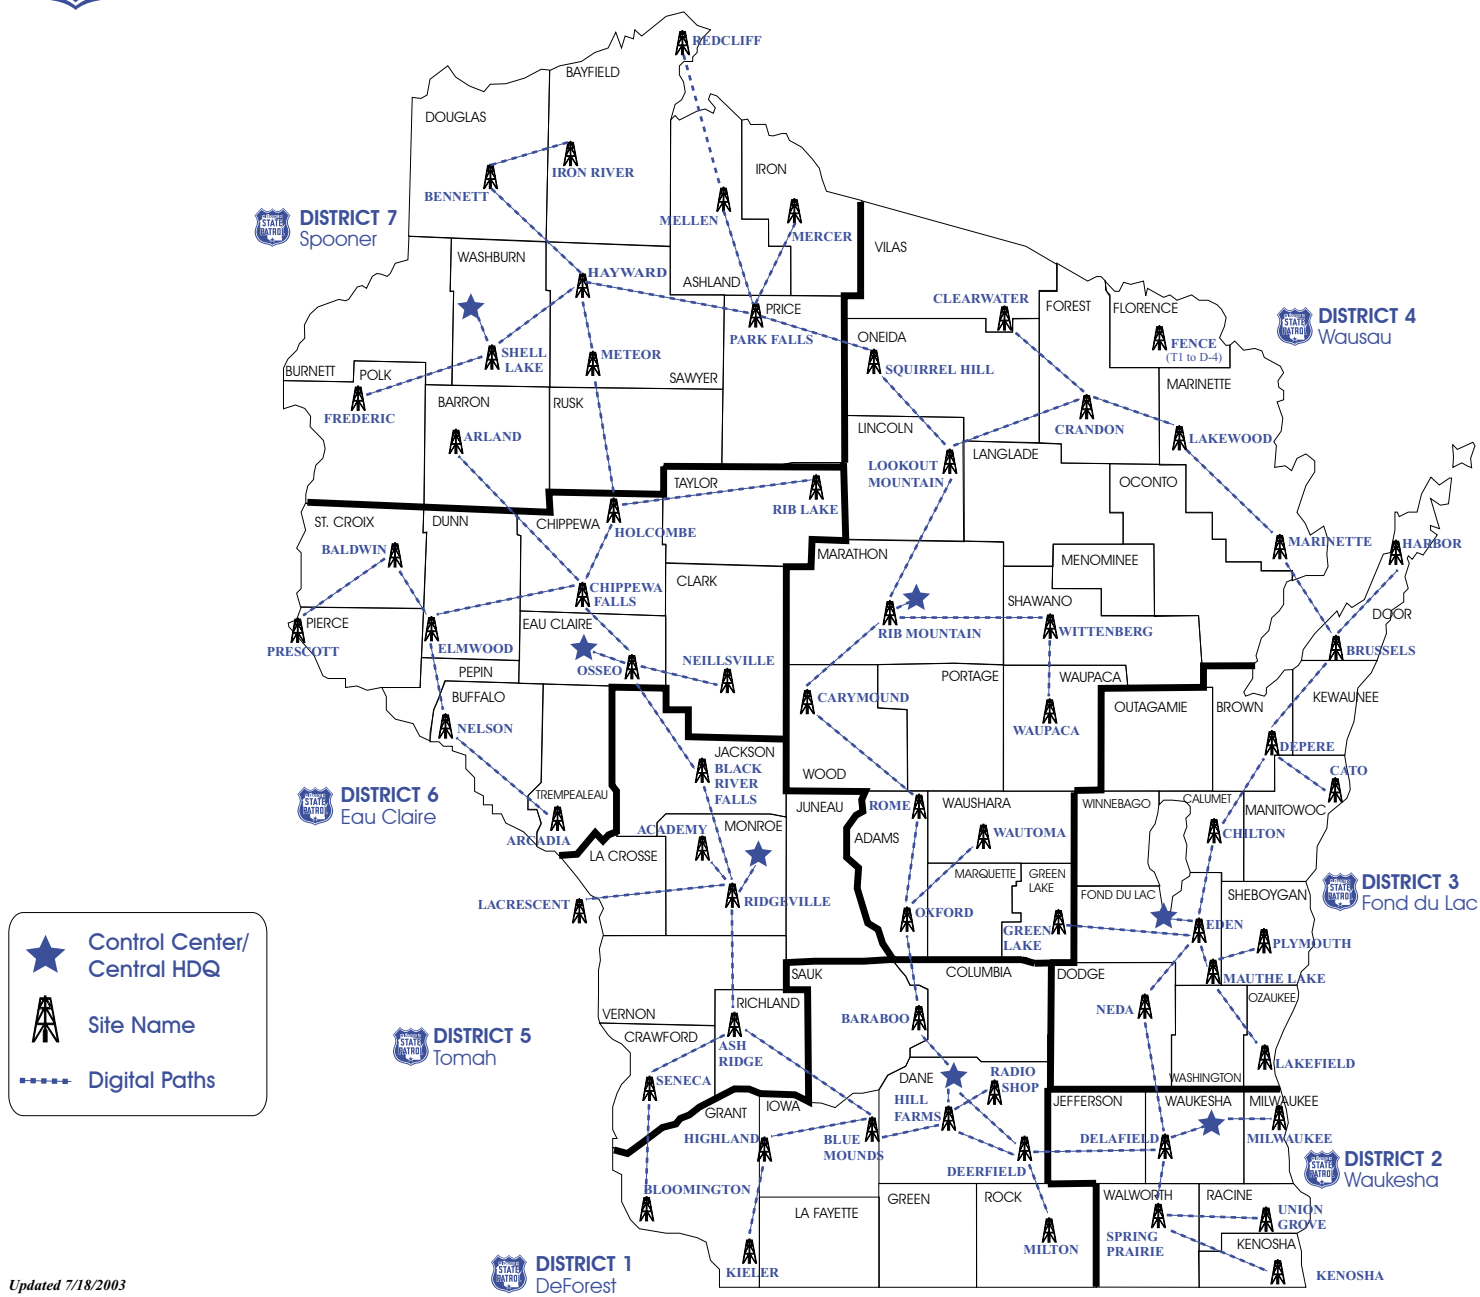 REDCLIFF
BAYFIELD
DOUGLAS
IRON RIVER
BENNETT
IRON
MELLEN
MERCER
DISTRICT 7
Spooner
WASHBURN
HAYWARD
ASHLAND
VILAS
CLEARWATER
FOREST
FLORENCE
PRICE
PARK FALLS
ONEIDA
FENCE
(T1 to D-4)
DISTRICT 4
Wausau
SHELL
LAKE
METEOR
SAWYER
SQUIRREL HILL
MARINETTE
BURNETT
POLK
FREDERIC
BARRON
RUSK
ARLAND
LINCOLN
CRANDON
LAKEWOOD
LOOKOUT
MOUNTAIN
LANGLADE
OCONTO
TAYLOR
RIB LAKE
ST. CROIX
DUNN
CHIPPEWA
HOLCOMBE
BALDWIN
MARATHON
MENOMINEE
MARINETTE
HARBOR
CLARK
CHIPPEWA
FALLS
SHAWANO
DOOR
PIERCE
PRESCOTT
ELMWOOD
EAU CLAIRE
RIB MOUNTAIN
WITTENBERG
BRUSSELS
OSSEO
NEILLSVILLE
PEPIN
BUFFALO
NELSON
CARYMOUND
PORTAGE
WAUPACA
WAUPACA
OUTAGAMIE
BROWN
KEWAUNEE
DEPERE
JACKSON
BLACK
RIVER
FALLS
WOOD
CATO
DISTRICT 6
Eau Claire
TREMPEALEAU
ARCADIA
JUNEAU
ROME
WAUSHARA
WINNEBAGO
CALUMET
MANITOWOC
ACADEMY
MONROE
LA CROSSE
ADAMS
WAUTOMA
CHILTON
MARQUETTE
GREEN
LAKE
FOND DU LAC
SHEBOYGAN
DISTRICT 3
Fond du Lac
LACRESCENT
RIDGEVILLE
OXFORD
GREEN
LAKE
EDEN
PLYMOUTH
MAUTHE LAKE
SAUK
COLUMBIA
DODGE
Control Center/
Central HDQ
Site Name
Digital Paths
VERNON
RICHLAND
OZAUKEE
NEDA
BARABOO
DISTRICT 5
Tomah
CRAWFORD
ASH
RIDGE
LAKEFIELD
SENECA
DANE
RADIO
SHOP
WASHINGTON
GRANT
IOWA
HILL
FARMS
JEFFERSON
WAUKESHA
MILWAUKEE
HIGHLAND
BLUE
MOUNDS
DELAFIELD
MILWAUKEE
DEERFIELD
DISTRICT 2
Waukesha
BLOOMINGTON
LA FAYETTE
GREEN
ROCK
WALWORTH
RACINE
UNION
GROVE
SPRING
PRAIRIE
MILTON
KENOSHA
KENOSHA
DISTRICT 1
DeForest
KIELER
Updated 7/18/2003